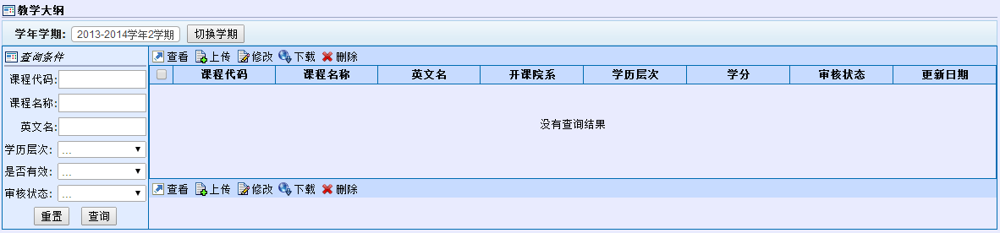 教学大纲
学年学期: 2013-2014学年2学期 切换学期
查询条件
课程代码:
课程名称:
英文名:
学历层次: ...
是否有效: ...
审核状态: ...
重置 查询
查看 上传 修改 下载 删除
课程代码 课程名称 英文名 开课院系 学历层次 学分 审核状态 更新日期
没有查询结果
查看 上传 修改 下载 删除